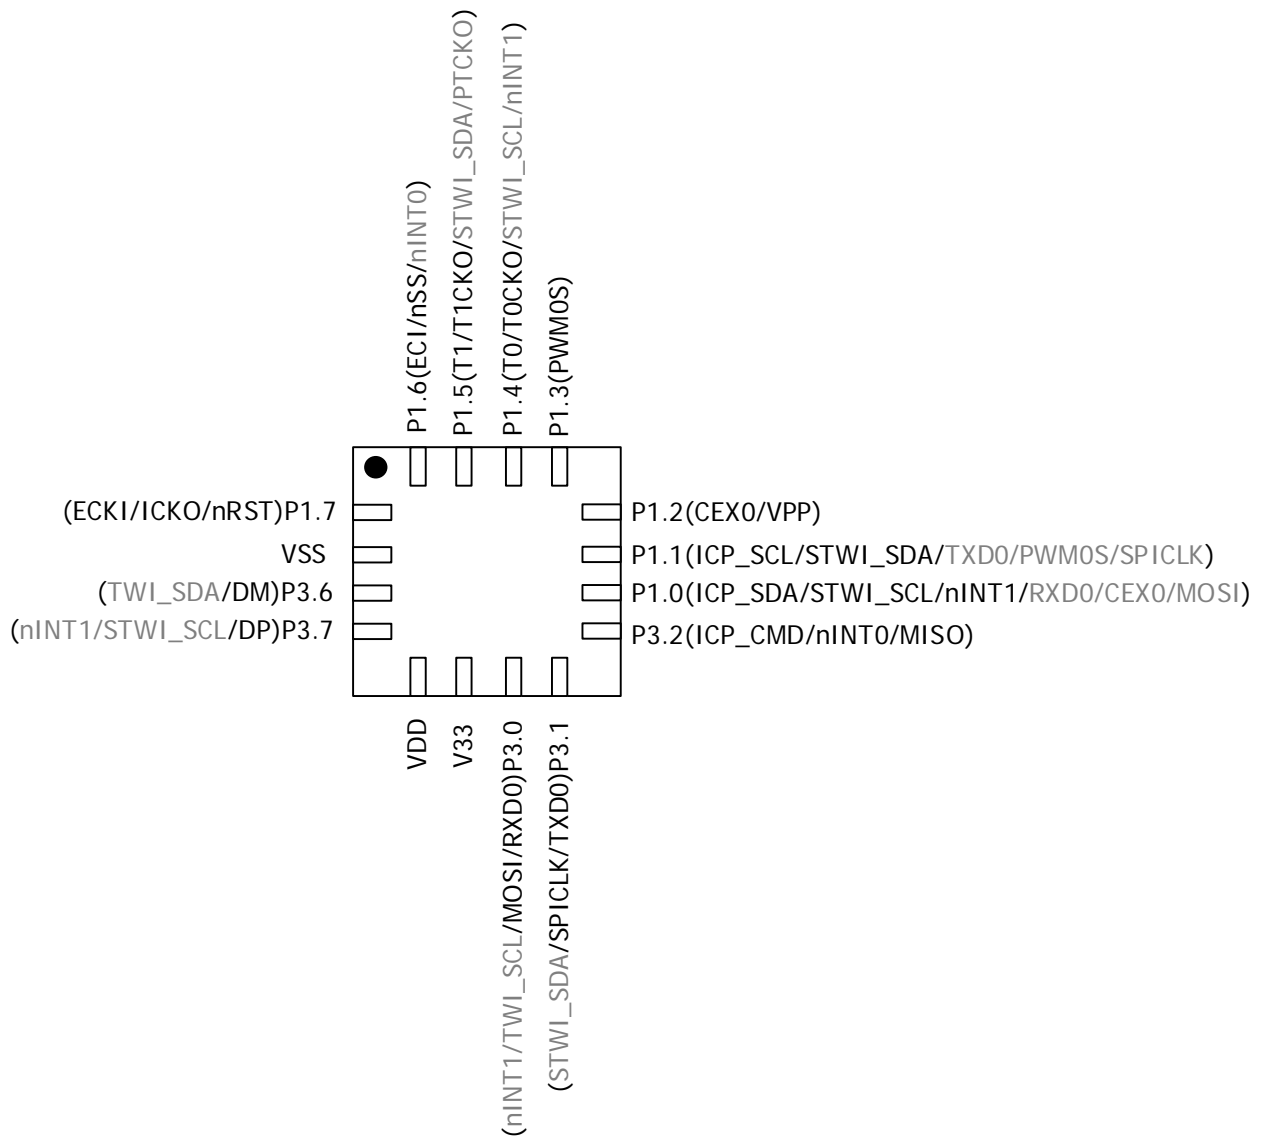 P1.6(ECI/nSS/nINT0)
P1.5(T1/T1CKO/STWI_SDA/PTCKO)
P1.4(T0/T0CKO/STWI_SCL/nINT1)
P1.3(PWM0S)
(ECKI/ICKO/nRST)P1.7
VSS
(TWI_SDA/DM)P3.6
(nINT1/STWI_SCL/DP)P3.7
P1.2(CEX0/VPP)
P1.1(ICP_SCL/STWI_SDA/TXD0/PWM0S/SPICLK)
P1.0(ICP_SDA/STWI_SCL/nINT1/RXD0/CEX0/MOSI)
P3.2(ICP_CMD/nINT0/MISO)
VDD
V33
(nINT1/TWI_SCL/MOSI/RXD0)P3.0
(STWI_SDA/SPICLK/TXD0)P3.1